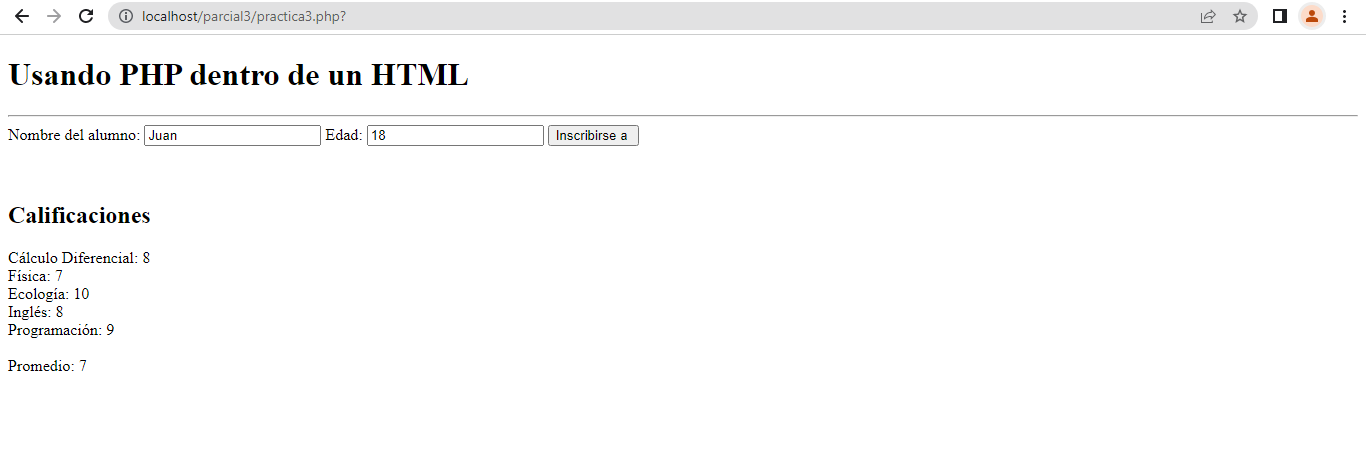 localhost/parcial3/practica3.php?
Usando PHP dentro de un HTML
Nombre del alumno: Juan Edad: 18 Inscribirse a
Calificaciones
Cálculo Diferencial: 8
Física: 7
Ecología: 10
Inglés: 8
Programación: 9
Promedio: 7